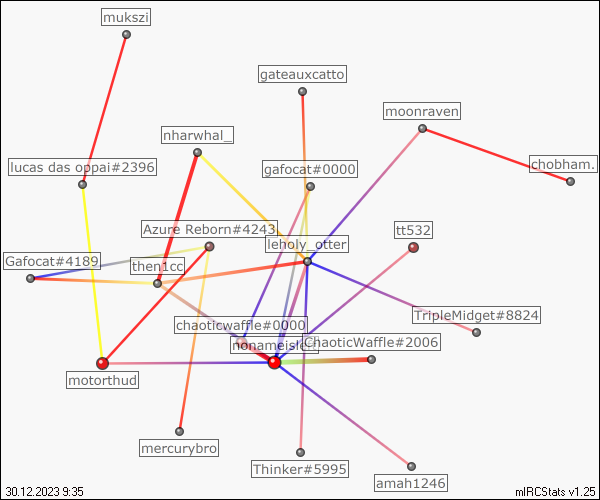 mukszi
gateauxcatto
moonraven
nharwhal_
chobham.
lucas das oppai#2396
gafocat#0000
Azure Reborn#4243
tt532
leholy_otter
Gafocat#4189
then1cc
TripleMidget#8824
chaoticwaffle#0000
ChaoticWaffle#2006
motorthud
mercurybro
Thinker#5995
amah1246
30.12.2023 9:35
mIRCStats v1.25